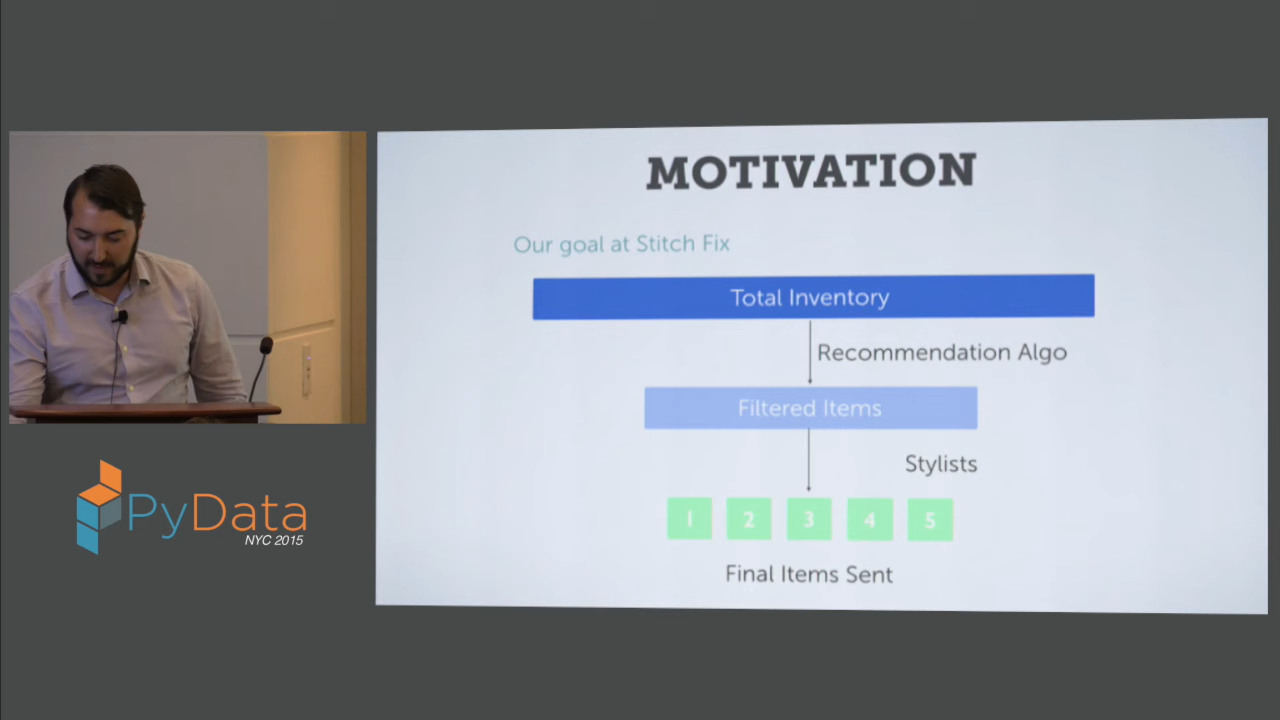 MOTIVATION
Our goal at Stitch Fix
Total Inventory
Recommendation Algo
Filtered Items
Stylists
1 2 3 4 5
Final Items Sent
PyData
NYC 2015